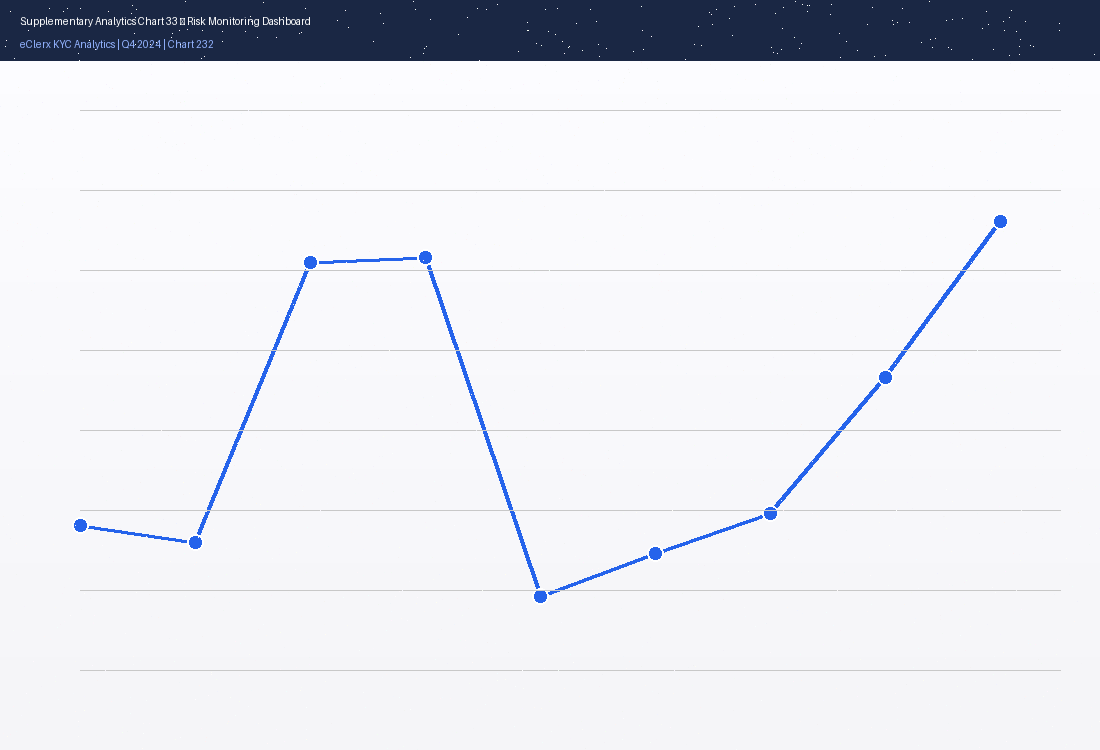 Supplementary Analytics Chart 33 □ Risk Monitoring Dashboard
eClerx KYC Analytics | Q4 2024 | Chart 232